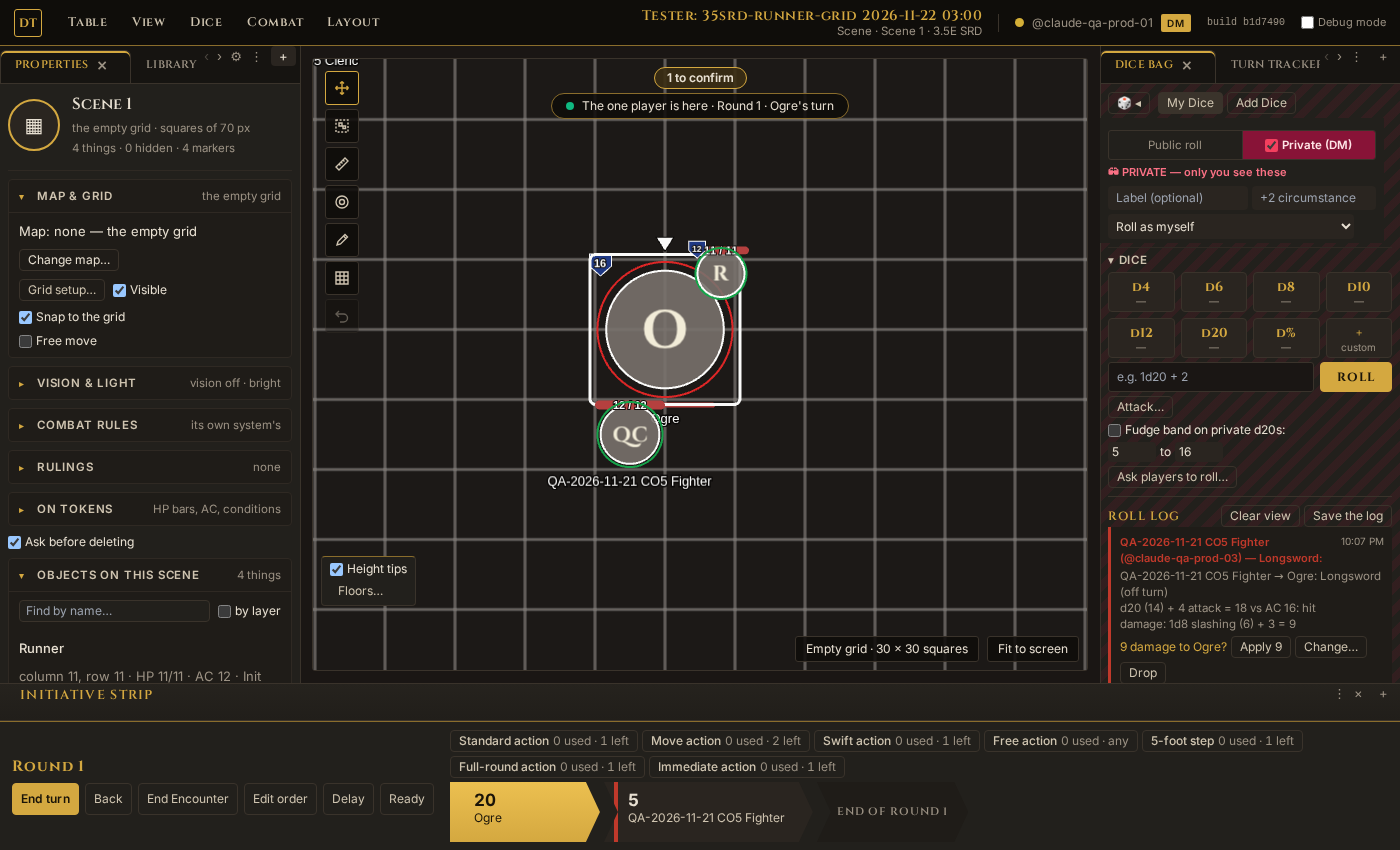 DT TABLE VIEW DICE COMBAT LAYOUT
TESTER: 35SRD-RUNNER-GRID 2026-11-22 03:00
Scene · Scene 1 · 3.5E SRD
@claude-qa-prod-01 DM build b1d7490 Debug mode
PROPERTIES LIBRARY
SCENE 1
the empty grid · squares of 70 px
4 things · 0 hidden · 4 markers
MAP & GRID the empty grid
Map: none — the empty grid
Change map...
Grid setup... Visible
Snap to the grid
Free move
VISION & LIGHT vision off · bright
COMBAT RULES its own system's
RULINGS none
ON TOKENS HP bars, AC, conditions
Ask before deleting
OBJECTS ON THIS SCENE 4 things
Find by name... by layer
Runner
column 11, row 11 · HP 11/11 · AC 12 · Init
5 Cleric
1 to confirm
The one player is here · Round 1 · Ogre's turn
12 11 / 11
16
R
O
12 / 12
Ogre
QC
QA-2026-11-21 CO5 Fighter
Height tips
Floors...
Empty grid · 30 × 30 squares Fit to screen
DICE BAG TURN TRACKER
My Dice Add Dice
Public roll Private (DM)
PRIVATE — only you see these
Label (optional) +2 circumstance
Roll as myself
DICE
D4 D6 D8 D10
— — — —
D12 D20 D% +
— — — custom
e.g. 1d20 + 2 ROLL
Attack...
Fudge band on private d20s:
5 to 16
Ask players to roll...
ROLL LOG Clear view Save the log
QA-2026-11-21 CO5 Fighter 10:07 PM
(@claude-qa-prod-03) — Longsword:
QA-2026-11-21 CO5 Fighter → Ogre: Longsword
(off turn)
d20 (14) + 4 attack = 18 vs AC 16: hit
damage: 1d8 slashing (6) + 3 = 9
9 damage to Ogre? Apply 9 Change...
Drop
INITIATIVE STRIP
ROUND 1
End turn Back End Encounter Edit order Delay Ready
Standard action 0 used · 1 left Move action 0 used · 2 left Swift action 0 used · 1 left Free action 0 used · any 5-foot step 0 used · 1 left
Full-round action 0 used · 1 left Immediate action 0 used · 1 left
20
Ogre
5
QA-2026-11-21 CO5 Fighter
END OF ROUND 1